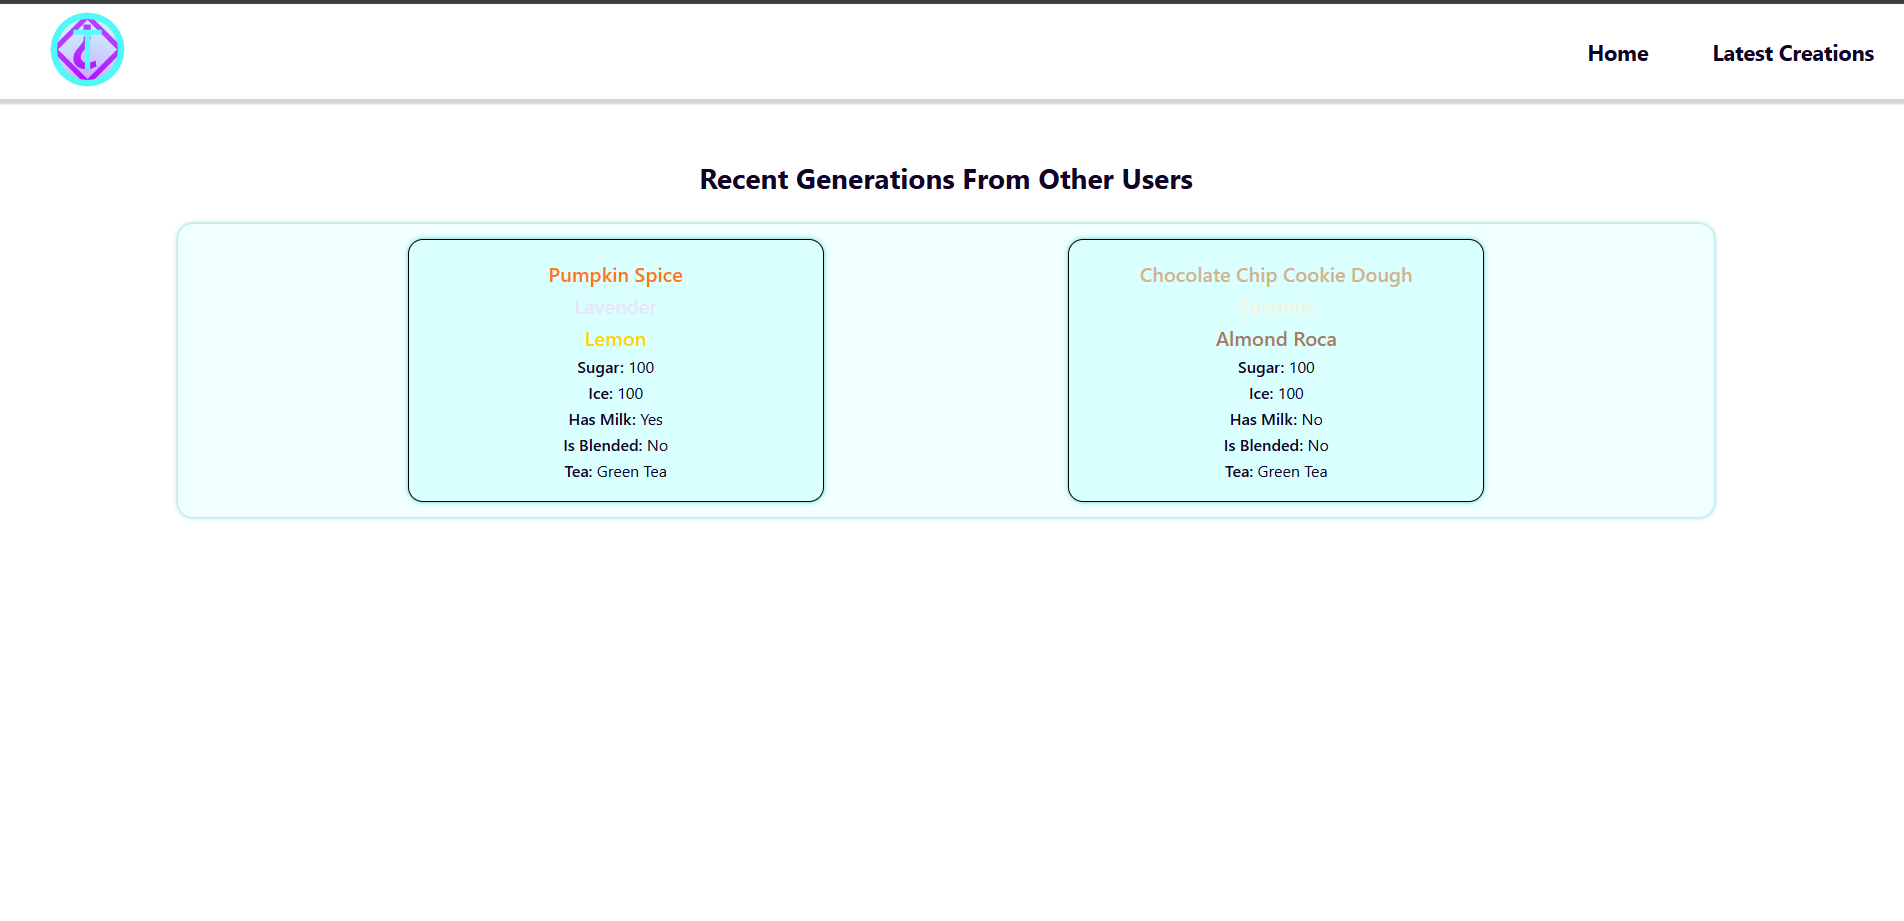 Home
Latest Creations
Recent Generations From Other Users
Pumpkin Spice
Lavender
Lemon
Sugar: 100
Ice: 100
Has Milk: Yes
Is Blended: No
Tea: Green Tea
Chocolate Chip Cookie Dough
Coconut
Almond Roca
Sugar: 100
Ice: 100
Has Milk: No
Is Blended: No
Tea: Green Tea